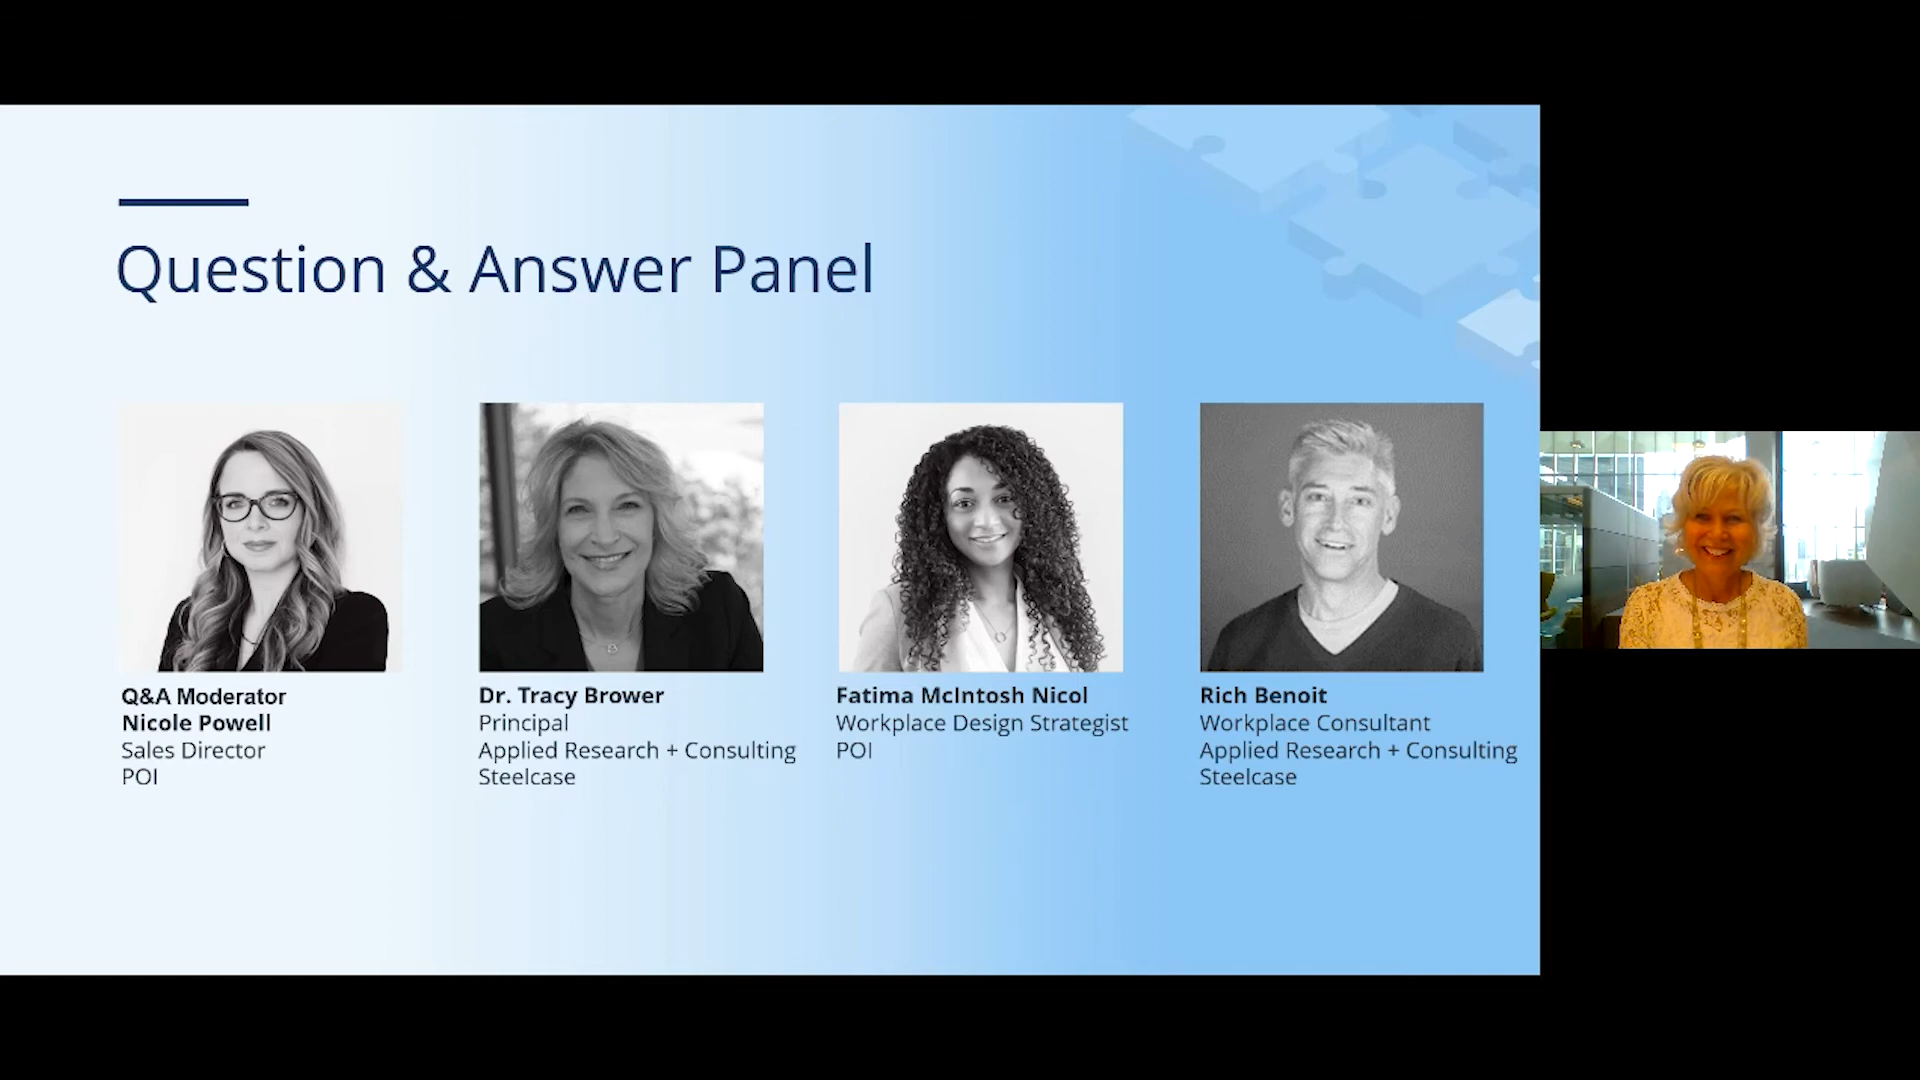 Question & Answer Panel
Q&A Moderator
Nicole Powell
Sales Director
POI
Dr. Tracy Brower
Principal
Applied Research + Consulting
Steelcase
Fatima McIntosh Nicol
Workplace Design Strategist
POI
Rich Benoit
Workplace Consultant
Applied Research + Consulting
Steelcase